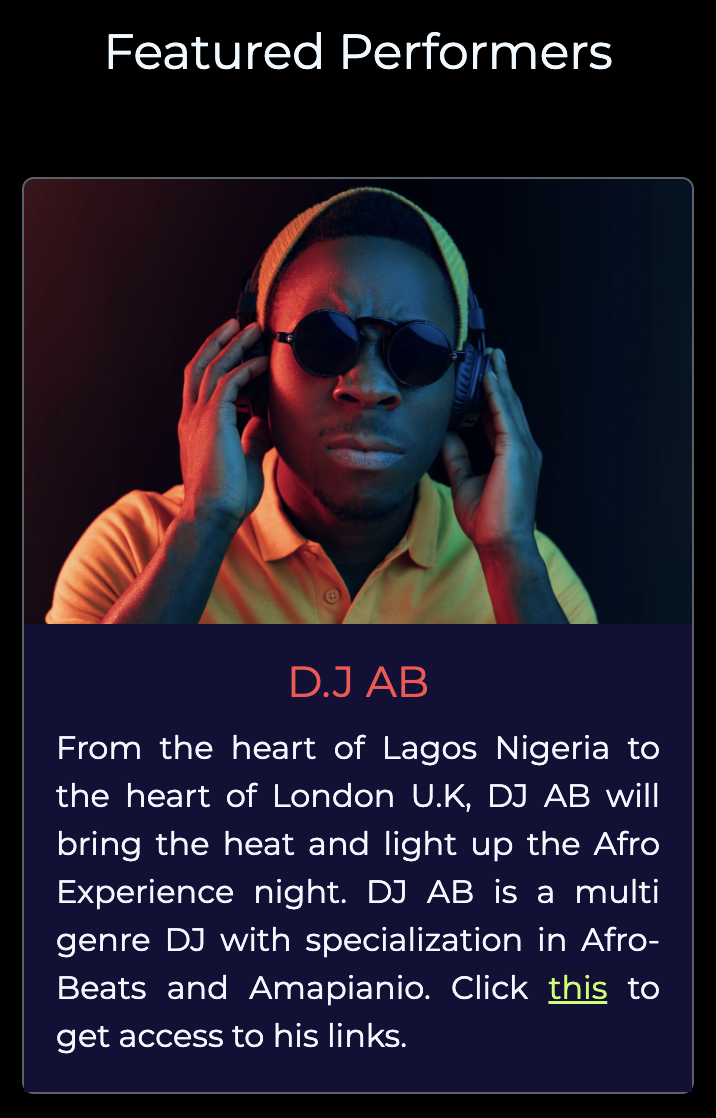 Featured Performers
D.J AB
From the heart of Lagos Nigeria to
the heart of London U.K, DJ AB will
bring the heat and light up the Afro
Experience night. DJ AB is a multi
genre DJ with specialization in Afro-
Beats and Amapianio. Click this to
get access to his links.